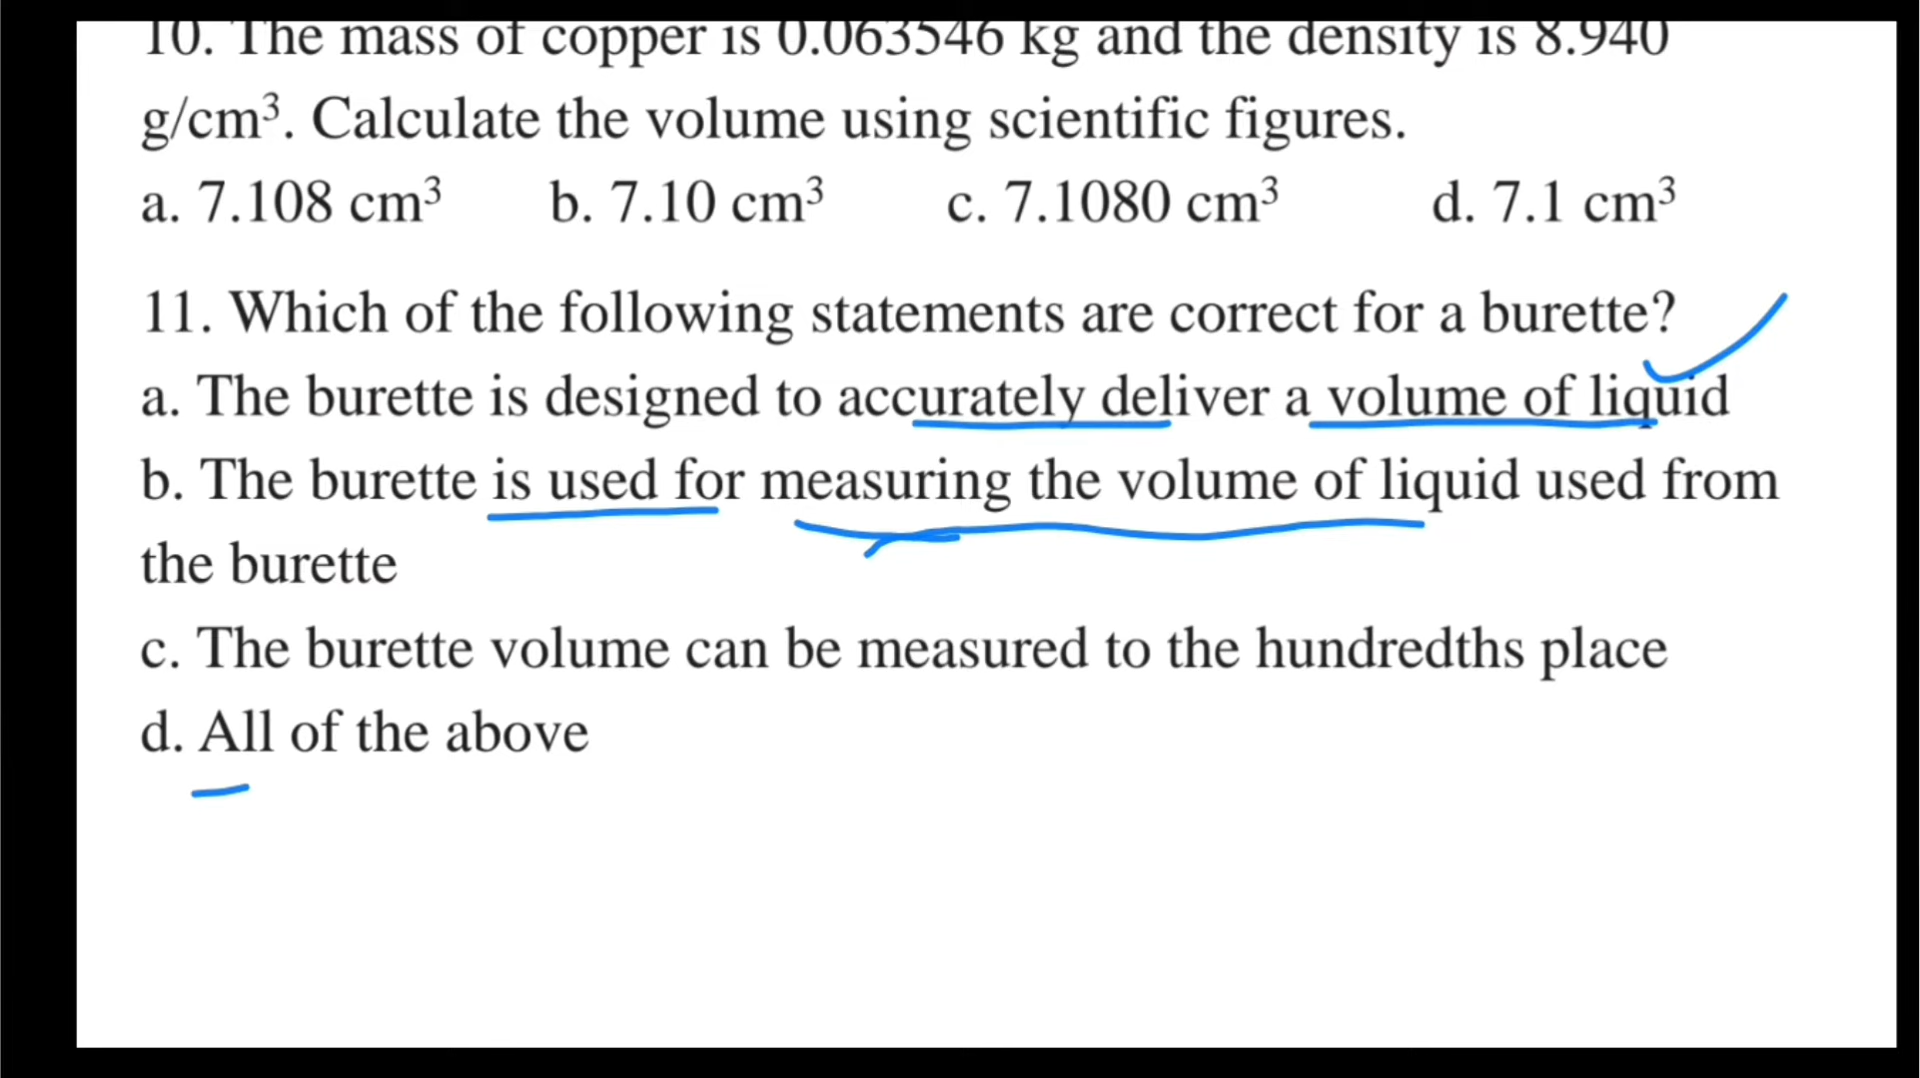 10. The mass of copper is 0.063546 kg and the density is 8.940
g/cm³. Calculate the volume using scientific figures.
a. 7.108 cm³ b. 7.10 cm³ c. 7.1080 cm³ d. 7.1 cm³
11. Which of the following statements are correct for a burette?
a. The burette is designed to accurately deliver a volume of liquid
b. The burette is used for measuring the volume of liquid used from
the burette
c. The burette volume can be measured to the hundredths place
d. All of the above